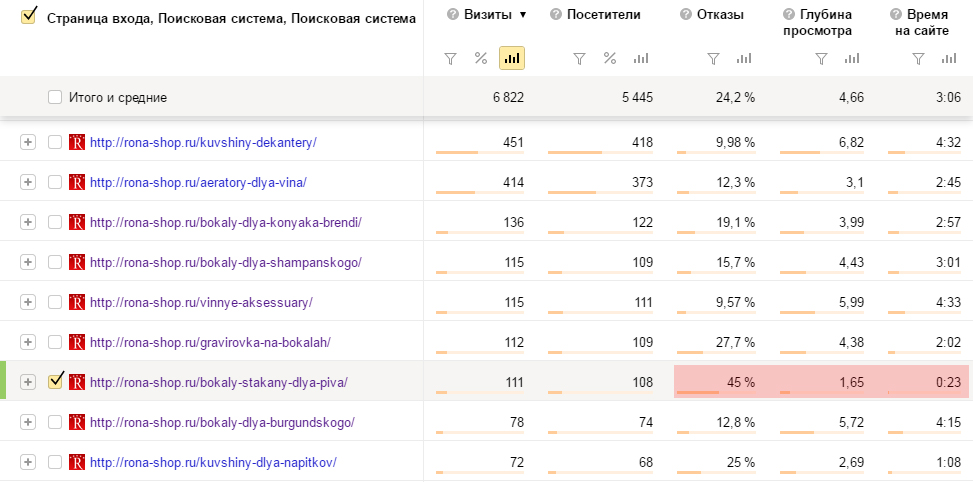 Страница входа, Поисковая система, Поисковая система
Визиты ▼ Посетители Отказы Глубина просмотра Время на сайте
Итого и средние 6 822 5 445 24,2 % 4,66 3:06
http://rona-shop.ru/kuvshiny-dekantery/ 451 418 9,98 % 6,82 4:32
http://rona-shop.ru/aeratory-dlya-vina/ 414 373 12,3 % 3,1 2:45
http://rona-shop.ru/bokaly-dlya-konyaka-brendi/ 136 122 19,1 % 3,99 2:57
http://rona-shop.ru/bokaly-dlya-shampanskogo/ 115 109 15,7 % 4,43 3:01
http://rona-shop.ru/vinnye-aksessuary/ 115 111 9,57 % 5,99 4:33
http://rona-shop.ru/gravirovka-na-bokalah/ 112 109 27,7 % 4,38 2:02
http://rona-shop.ru/bokaly-stakany-dlya-piva/ 111 108 45 % 1,65 0:23
http://rona-shop.ru/bokaly-dlya-burgundskogo/ 78 74 12,8 % 5,72 4:15
http://rona-shop.ru/kuvshiny-dlya-napitkov/ 72 68 25 % 2,69 1:08